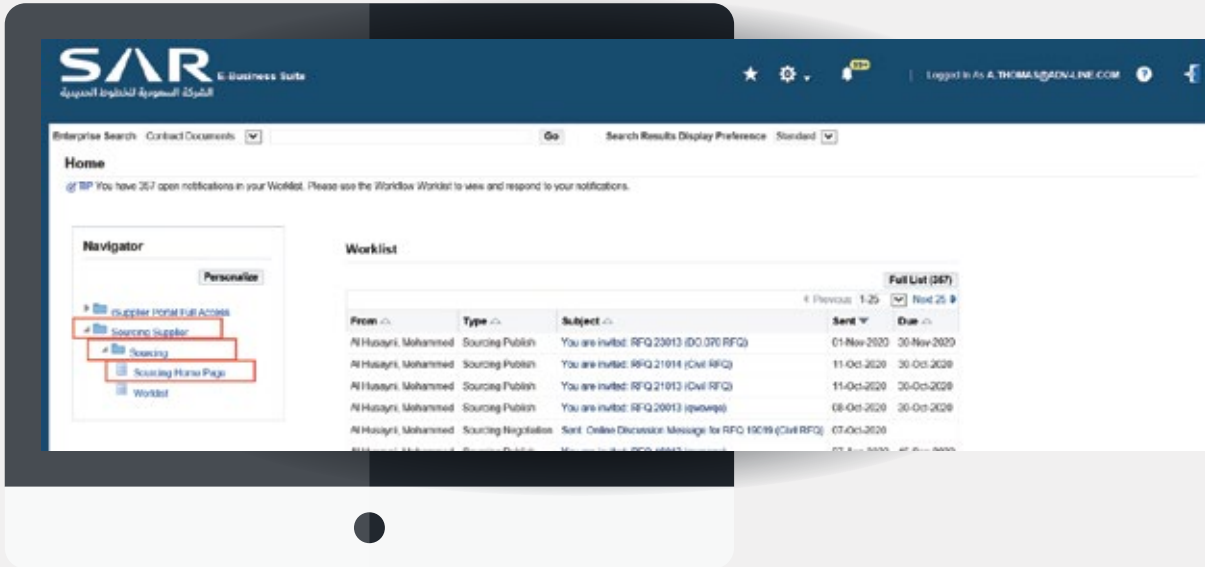 SAR E-Business Suite
الشركة السعودية للخطوط الحديدية
99+
Logged In As A.THOMAS@ADV-LINE.COM ?
Enterprise Search Contract Documents Go Search Results Display Preference Standard
Home
TIP You have 357 open notifications in your Worklist. Please use the Workflow Worklist to view and respond to your notifications.
Navigator
Personalize
iSupplier Portal Full Access
Sourcing Supplier
Sourcing
Sourcing Home Page
Worklist
Worklist
Full List (357)
Previous 1-25 Next 25
From Type Subject Sent Due
Al Husayni, Mohammed Sourcing Publish You are invited: RFQ 23013 (DO.070 RFQ) 01-Nov-2020 30-Nov-2020
Al Husayni, Mohammed Sourcing Publish You are invited: RFQ 21014 (Civil RFQ) 11-Oct-2020 30-Oct-2020
Al Husayni, Mohammed Sourcing Publish You are invited: RFQ 21013 (Civil RFQ) 11-Oct-2020 30-Oct-2020
Al Husayni, Mohammed Sourcing Publish You are invited: RFQ 20013 08-Oct-2020 30-Oct-2020
Al Husayni, Mohammed Sourcing Negotiation Sent: Online Discussion Message for RFQ 19019 (Civil RFQ) 07-Oct-2020